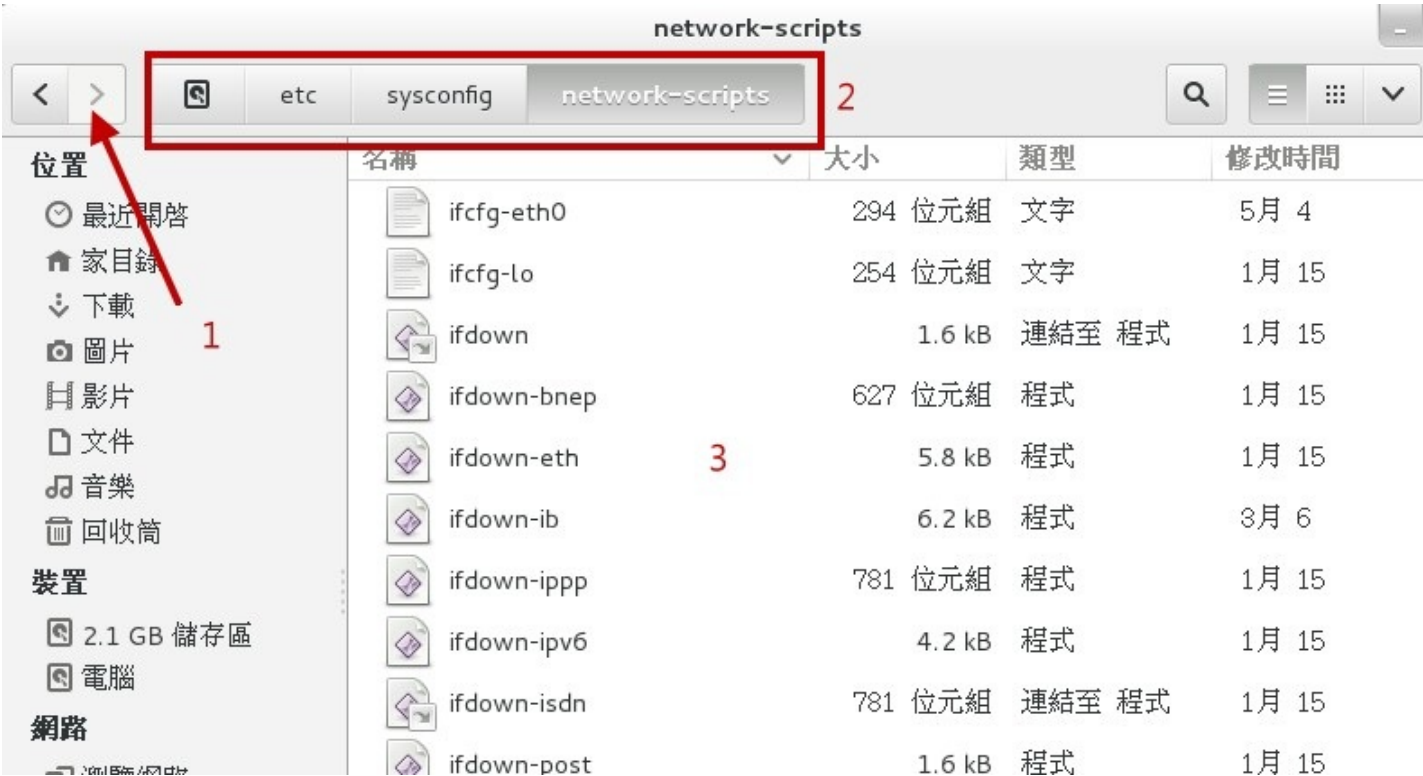 network-scripts
etc sysconfig network-scripts 2
位置 名稱 大小 類型 修改時間
最近開啓 ifcfg-eth0 294 位元組 文字 5月 4
家目錄 ifcfg-lo 254 位元組 文字 1月 15
下載 ifdown 1.6 kB 連結至 程式 1月 15
1
圖片
影片 ifdown-bnep 627 位元組 程式 1月 15
文件 ifdown-eth 3 5.8 kB 程式 1月 15
音樂
回收筒 ifdown-ib 6.2 kB 程式 3月 6
裝置 ifdown-ippp 781 位元組 程式 1月 15
2.1 GB 儲存區 ifdown-ipv6 4.2 kB 程式 1月 15
電腦
網路 ifdown-isdn 781 位元組 連結至 程式 1月 15
瀏覽網路 ifdown-post 1.6 kB 程式 1月 15